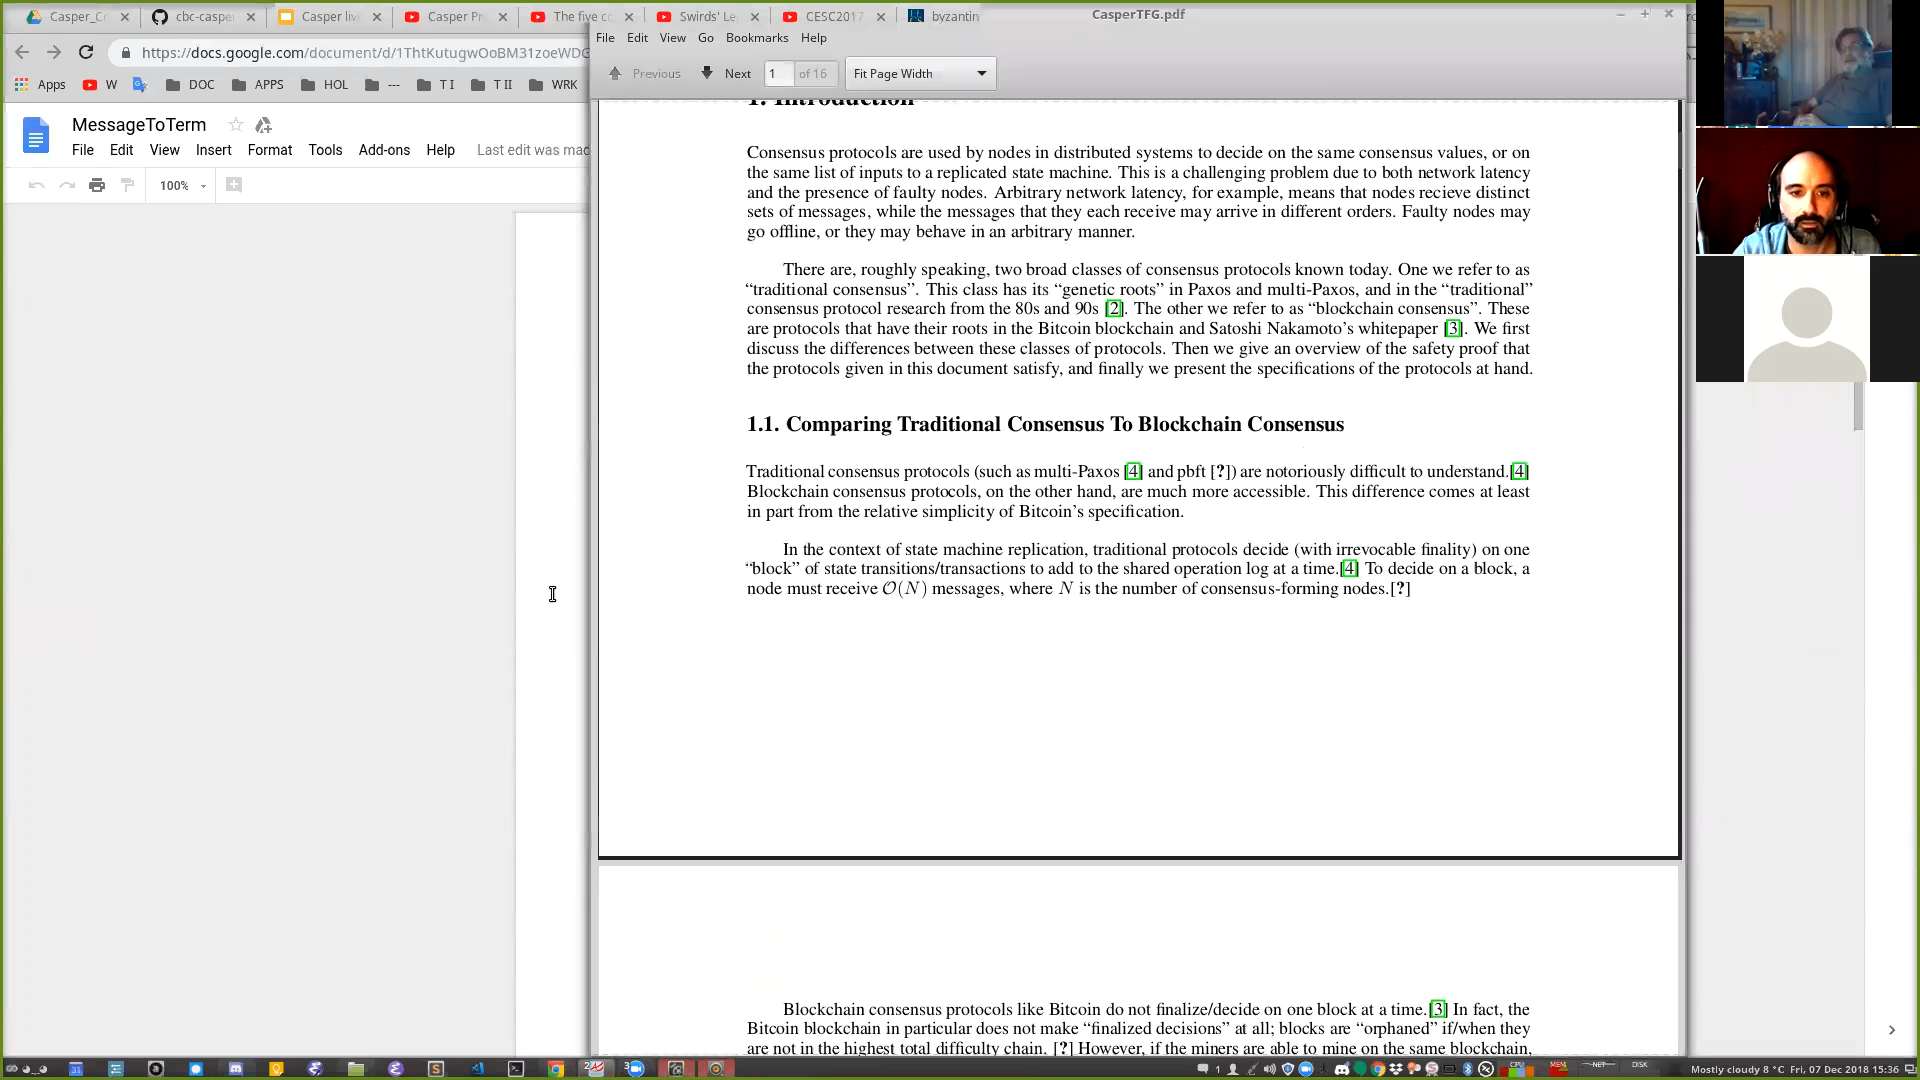 Casper_C
cbc-casper
Casper liv
Casper Pr
The five co
Swirds' Le
CESC2017
byzantin
CasperTFG.pdf
https://docs.google.com/document/d/1ThtKutugwOoBM31zoeWDG
Apps
W
DOC
APPS
HOL
---
T I
T II
WRK
MessageToTerm
File Edit View Insert Format Tools Add-ons Help Last edit was mad
100%
File Edit View Go Bookmarks Help
Previous Next 1 of 16 Fit Page Width
1. Introduction
Consensus protocols are used by nodes in distributed systems to decide on the same consensus values, or on
the same list of inputs to a replicated state machine. This is a challenging problem due to both network latency
and the presence of faulty nodes. Arbitrary network latency, for example, means that nodes recieve distinct
sets of messages, while the messages that they each receive may arrive in different orders. Faulty nodes may
go offline, or they may behave in an arbitrary manner.
There are, roughly speaking, two broad classes of consensus protocols known today. One we refer to as
“traditional consensus”. This class has its “genetic roots” in Paxos and multi-Paxos, and in the “traditional”
consensus protocol research from the 80s and 90s [2]. The other we refer to as “blockchain consensus”. These
are protocols that have their roots in the Bitcoin blockchain and Satoshi Nakamoto’s whitepaper [3]. We first
discuss the differences between these classes of protocols. Then we give an overview of the safety proof that
the protocols given in this document satisfy, and finally we present the specifications of the protocols at hand.
1.1. Comparing Traditional Consensus To Blockchain Consensus
Traditional consensus protocols (such as multi-Paxos [4] and pbft [?]) are notoriously difficult to understand.[4]
Blockchain consensus protocols, on the other hand, are much more accessible. This difference comes at least
in part from the relative simplicity of Bitcoin’s specification.
In the context of state machine replication, traditional protocols decide (with irrevocable finality) on one
“block” of state transitions/transactions to add to the shared operation log at a time.[4] To decide on a block, a
node must receive O(N) messages, where N is the number of consensus-forming nodes.[?]
Blockchain consensus protocols like Bitcoin do not finalize/decide on one block at a time.[3] In fact, the
Bitcoin blockchain in particular does not make “finalized decisions” at all; blocks are “orphaned” if/when they
are not in the highest total difficulty chain. [?] However, if the miners are able to mine on the same blockchain,
Mostly cloudy 8 °C Fri, 07 Dec 2018 15:36